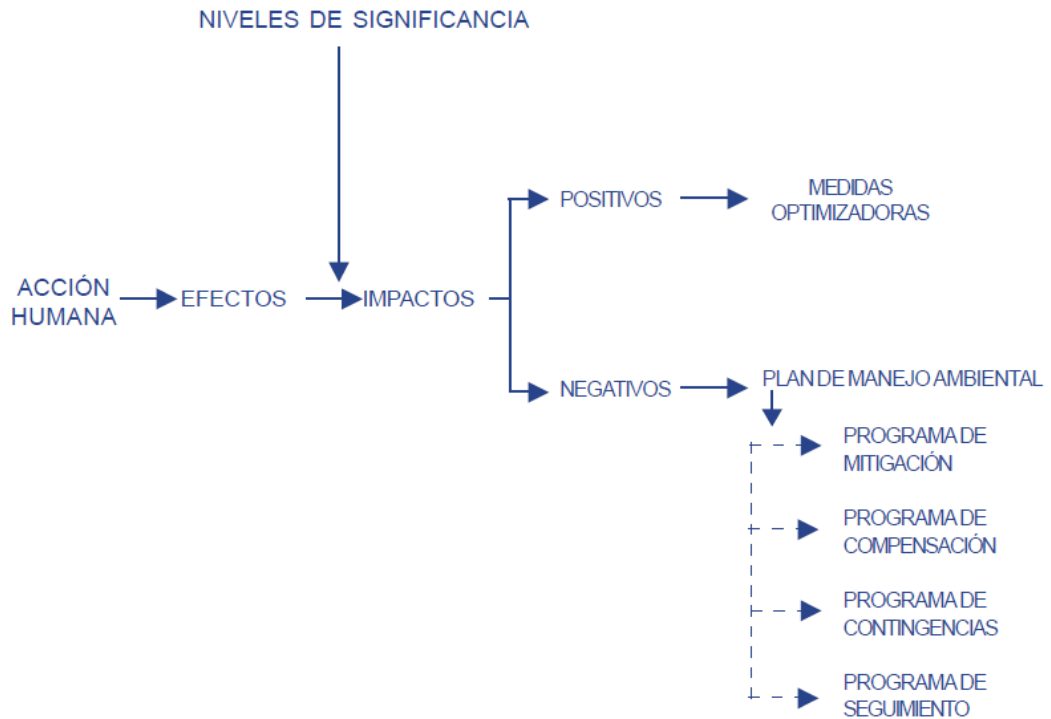 NIVELES DE SIGNIFICANCIA
POSITIVOS
MEDIDAS
OPTIMIZADORAS
ACCIÓN
HUMANA
EFECTOS
IMPACTOS
NEGATIVOS
PLAN DE MANEJO AMBIENTAL
PROGRAMA DE
MITIGACIÓN
PROGRAMA DE
COMPENSACIÓN
PROGRAMA DE
CONTINGENCIAS
PROGRAMA DE
SEGUIMIENTO